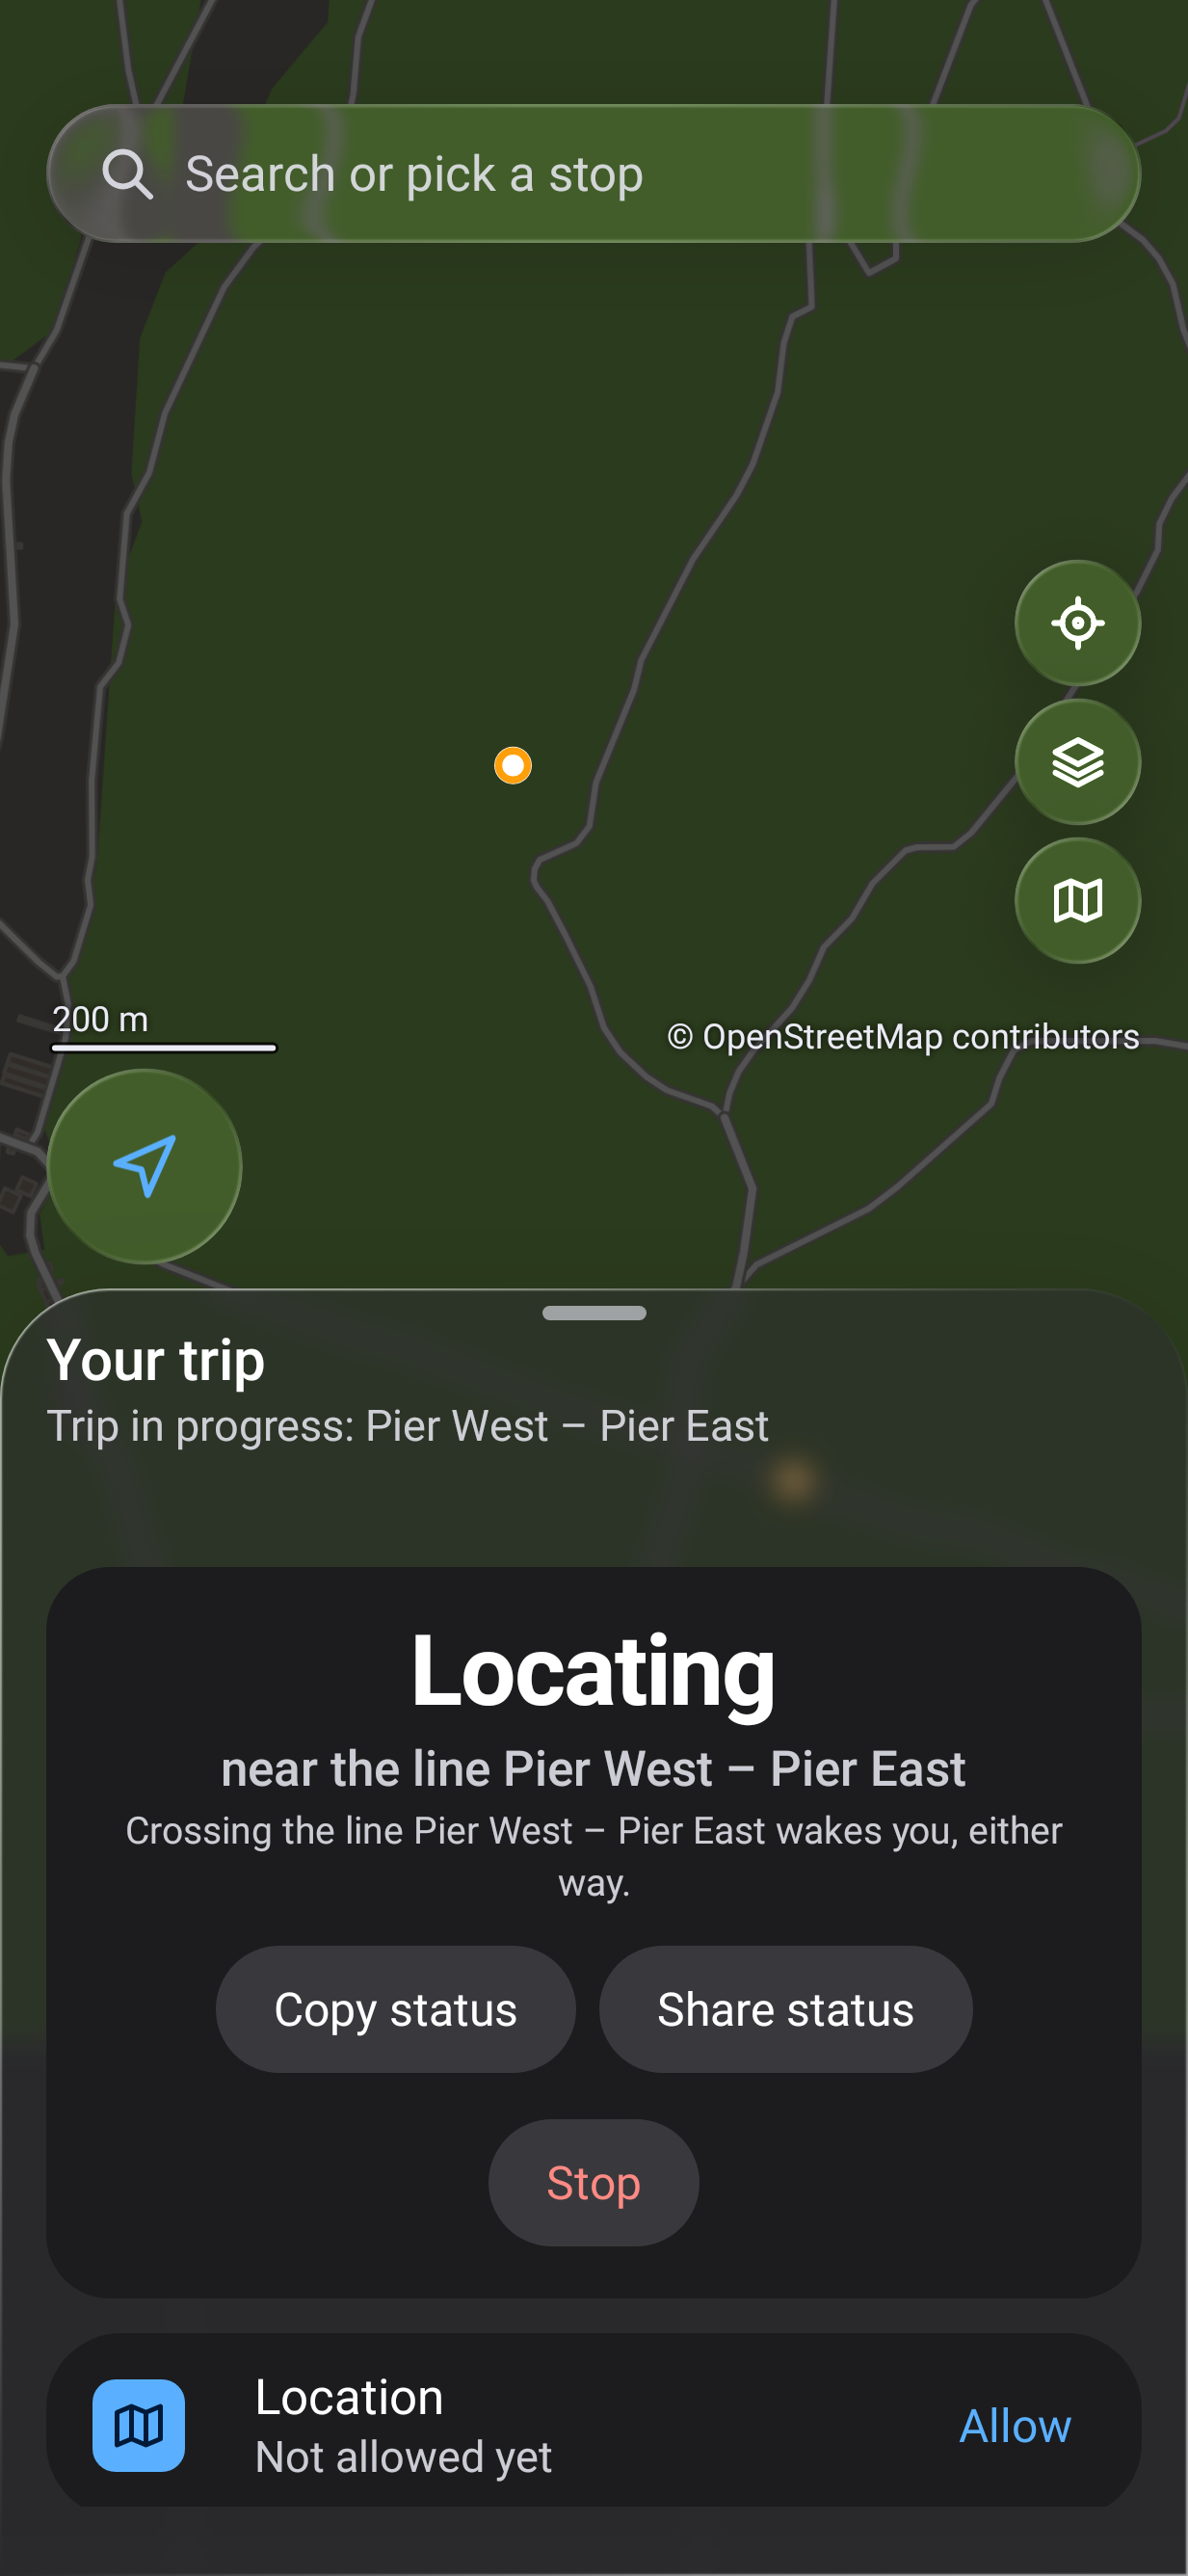 Search or pick a stop
200 m
© OpenStreetMap contributors
Your trip
Trip in progress: Pier West – Pier East
Locating
near the line Pier West – Pier East
Crossing the line Pier West – Pier East wakes you, either
way.
Copy status
Share status
Stop
Location
Not allowed yet
Allow